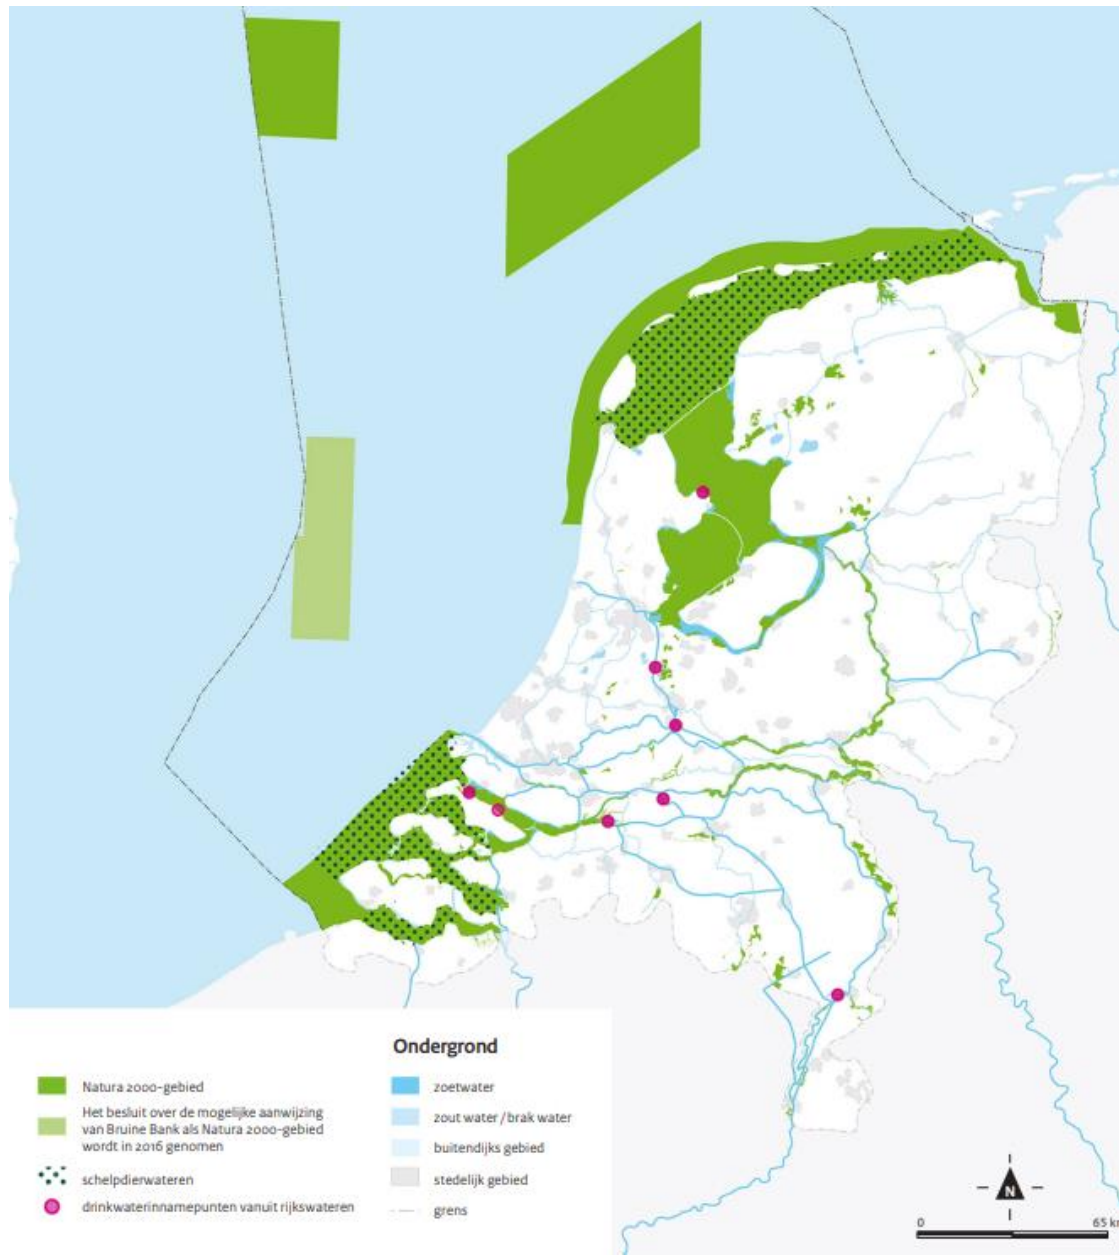 Natura 2000-gebied
Het besluit over de mogelijke aanwijzing
van Bruine Bank als Natura 2000-gebied
wordt in 2016 genomen
schelpdierwateren
drinkwaterinnamepunten vanuit rijkswateren
Ondergrond
zoetwater
zout water / brak water
buitendijks gebied
stedelijk gebied
grens
N
0 65 km